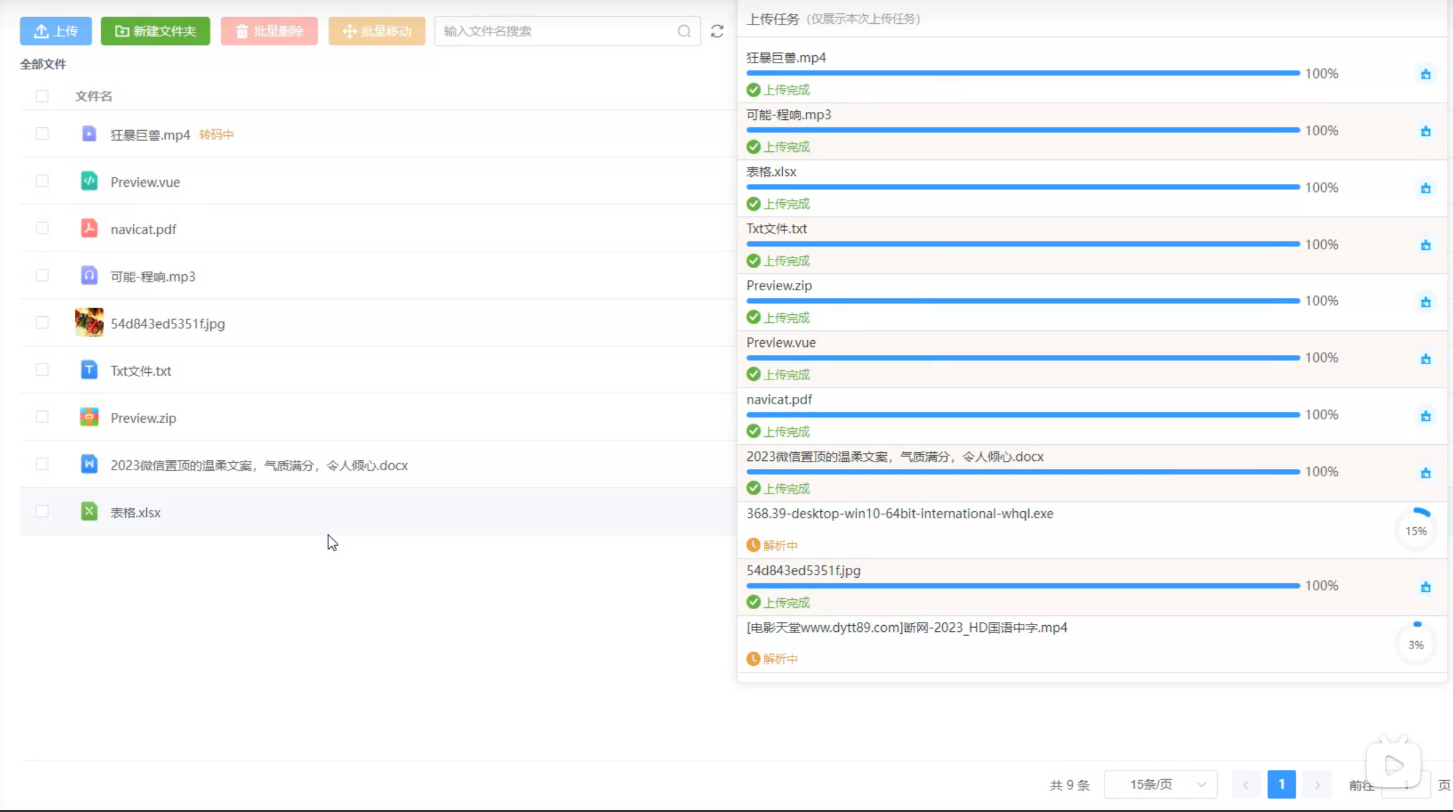 上传 新建文件夹 批量删除 批量移动 输入文件名搜索
全部文件
文件名
狂暴巨兽.mp4 转码中
Preview.vue
navicat.pdf
可能-程响.mp3
54d843ed5351f.jpg
Txt文件.txt
Preview.zip
2023微信置顶的温柔文案，气质满分，令人倾心.docx
表格.xlsx
上传任务（仅展示本次上传任务）
狂暴巨兽.mp4
100%
上传完成
可能-程响.mp3
100%
上传完成
表格.xlsx
100%
上传完成
Txt文件.txt
100%
上传完成
Preview.zip
100%
上传完成
Preview.vue
100%
上传完成
navicat.pdf
100%
上传完成
2023微信置顶的温柔文案，气质满分，令人倾心.docx
100%
上传完成
368.39-desktop-win10-64bit-international-whql.exe
15%
解析中
54d843ed5351f.jpg
100%
上传完成
[电影天堂www.dytt89.com]断网-2023_HD国语中字.mp4
3%
解析中
共 9 条 15条/页 1 前往 1 页